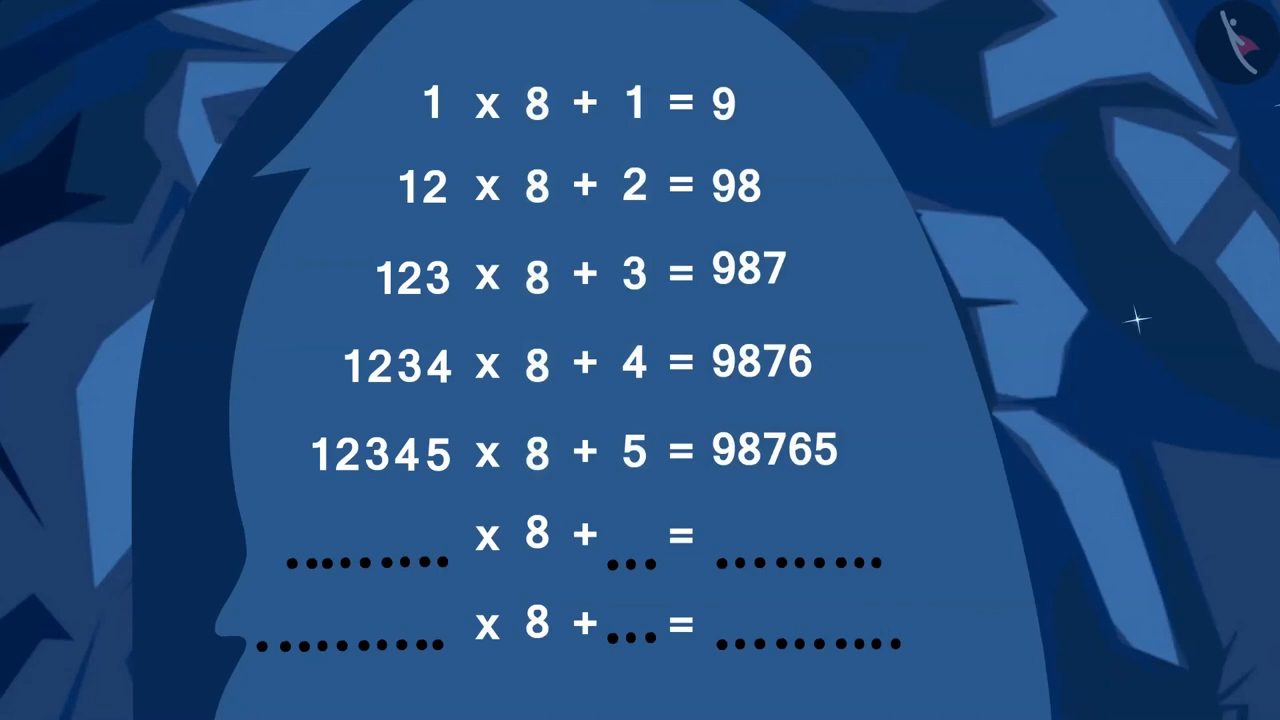 1 x 8 + 1 = 9
12 x 8 + 2 = 98
123 x 8 + 3 = 987
1234 x 8 + 4 = 9876
12345 x 8 + 5 = 98765
......... x 8 + ... = .........
.......... x 8 + ... = ..........